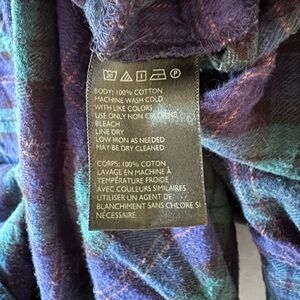 BODY: 100% COTTON
MACHINE WASH COLD
WITH LIKE COLORS
USE ONLY NON CHLORINE
BLEACH
LINE DRY
LOW IRON AS NEEDED
MAY BE DRY CLEANED
CORPS: 100% COTON
LAVAGE EN MACHINE À
TEMPÉRATURE FROIDE
AVEC COULEURS SIMILAIRES
UTILISER UN AGENT DE
BLANCHIMENT SANS CHLORE SI
NÉCESSAIRE